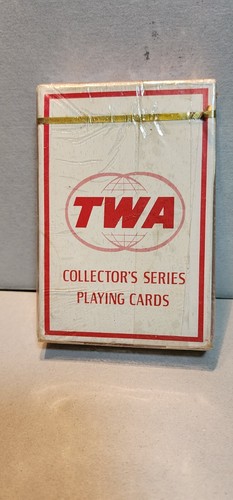 TWA
COLLECTOR'S SERIES
PLAYING CARDS